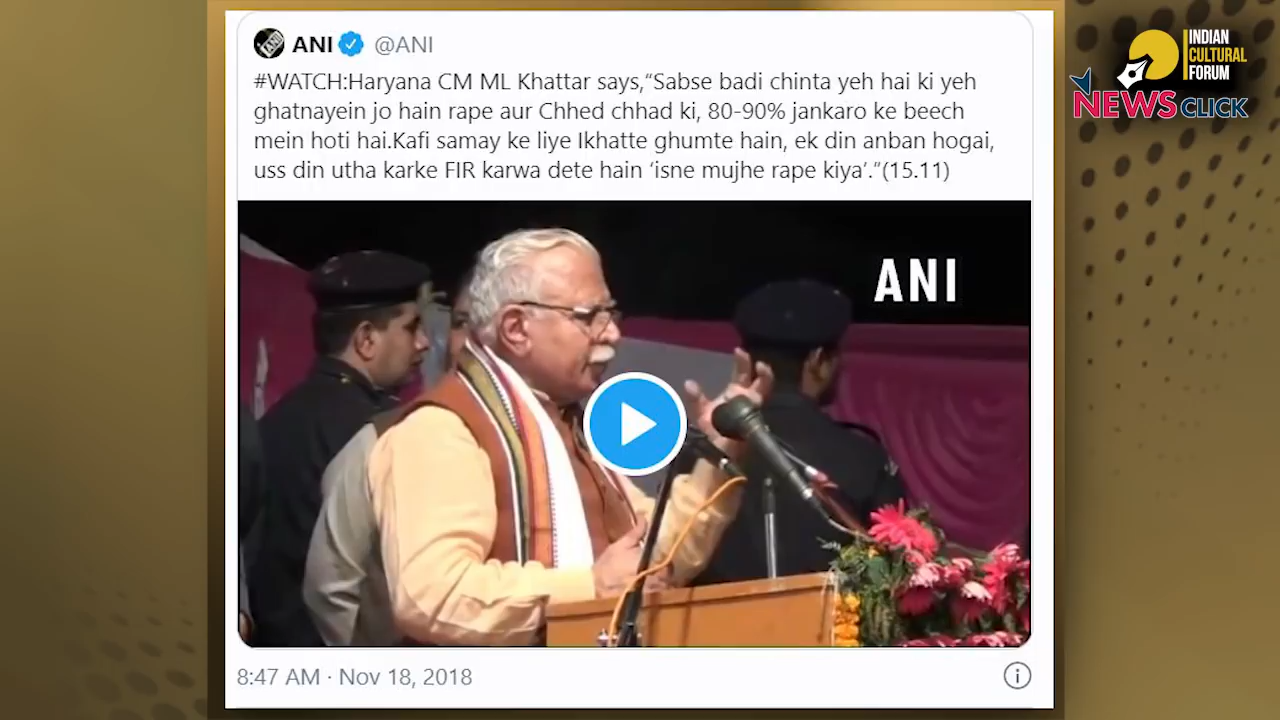 ANI @ANI
#WATCH:Haryana CM ML Khattar says,“Sabse badi chinta yeh hai ki yeh
ghatnayein jo hain rape aur Chhed chhad ki, 80-90% jankaro ke beech
mein hoti hai.Kafi samay ke liye Ikhatte ghumte hain, ek din anban hogai,
uss din utha karke FIR karwa dete hain ‘isne mujhe rape kiya’.”(15.11)
ANI
8:47 AM · Nov 18, 2018
INDIAN
CULTURAL
FORUM
NEWSCLICK